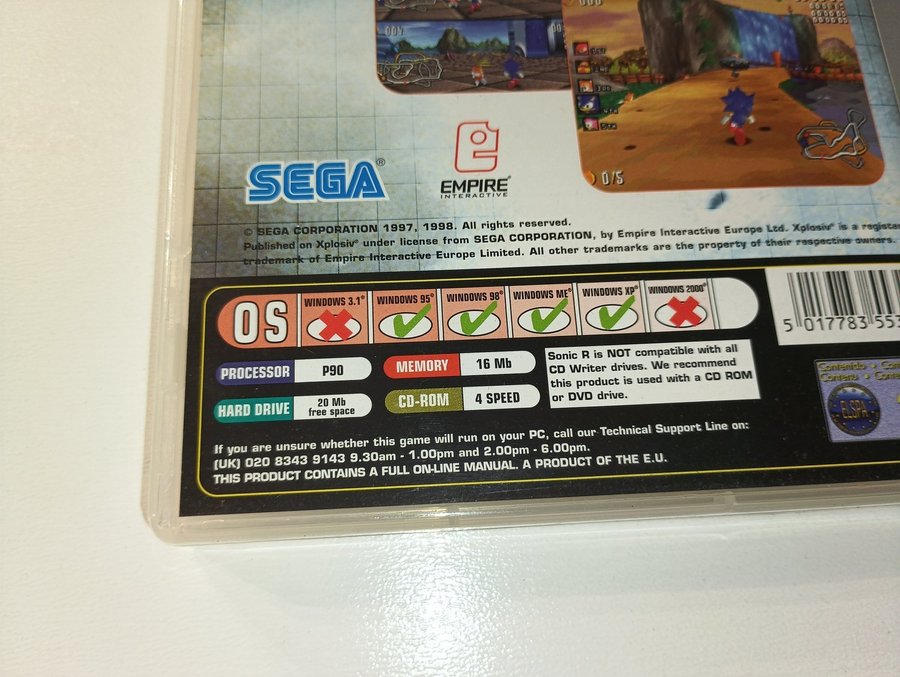 0/5
SEGA®
EMPIRE®
INTERACTIVE
© SEGA CORPORATION 1997, 1998. All rights reserved.
Published on Xplosiv® under license from SEGA CORPORATION, by Empire Interactive Europe Ltd. Xplosiv® is a
trademark of Empire Interactive Europe Limited. All other trademarks are the property of their respective owners.
OS
WINDOWS 3.1®
WINDOWS 95®
WINDOWS 98®
WINDOWS ME®
WINDOWS XP®
WINDOWS 2000®
5 017783
PROCESSOR P90
MEMORY 16 Mb
HARD DRIVE 20 Mb
free space
CD-ROM 4 SPEED
Sonic R is NOT compatible with all
CD Writer drives. We recommend
this product is used with a CD ROM
or DVD drive.
ELSPA
If you are unsure whether this game will run on your PC, call our Technical Support Line on:
(UK) 020 8343 9143 9.30am - 1.00pm and 2.00pm - 6.00pm.
THIS PRODUCT CONTAINS A FULL ON-LINE MANUAL. A PRODUCT OF THE E.U.